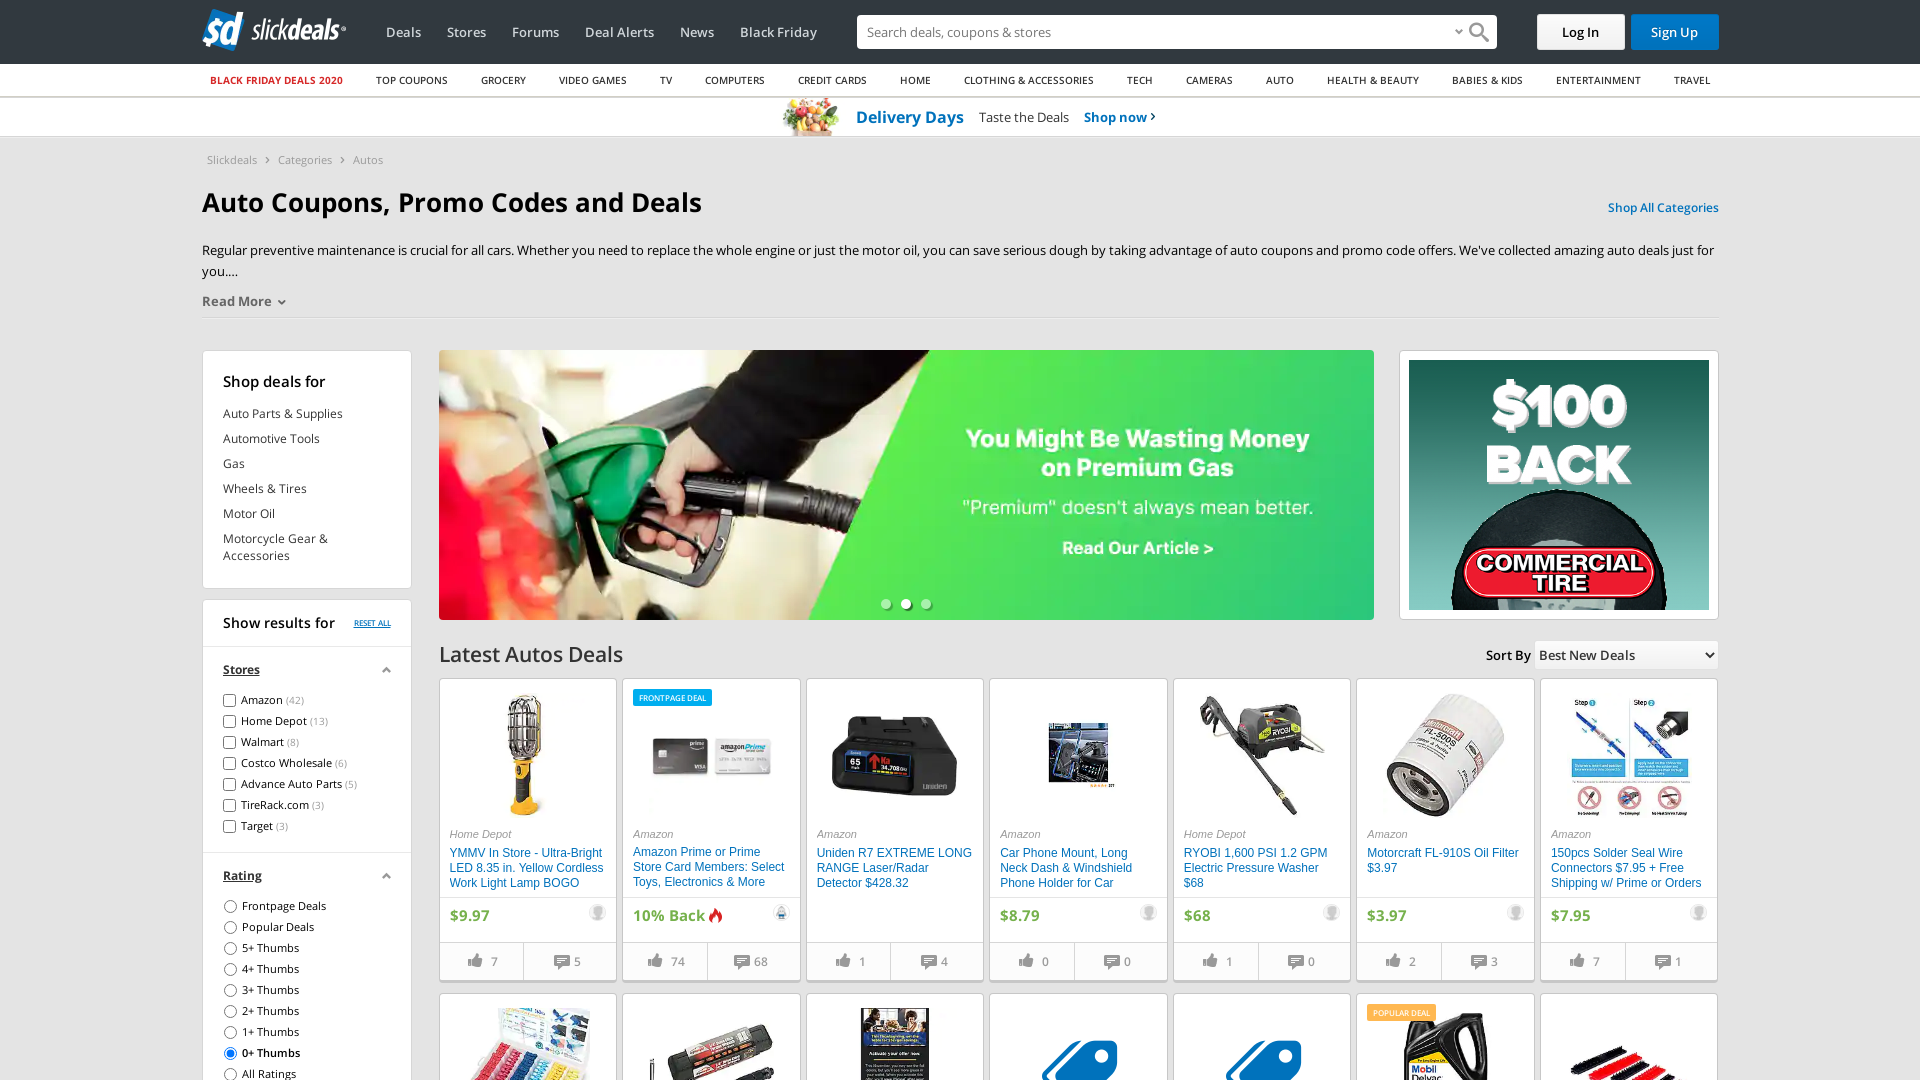 slickdeals
Deals
Stores
Forums
Deal Alerts
News
Black Friday
Search deals, coupons & stores
Log In
Sign Up
BLACK FRIDAY DEALS 2020
TOP COUPONS
GROCERY
VIDEO GAMES
TV
COMPUTERS
CREDIT CARDS
HOME
CLOTHING & ACCESSORIES
TECH
CAMERAS
AUTO
HEALTH & BEAUTY
BABIES & KIDS
ENTERTAINMENT
TRAVEL
Delivery Days Taste the Deals Shop now
Slickdeals Categories Autos
Auto Coupons, Promo Codes and Deals
Shop All Categories
Regular preventive maintenance is crucial for all cars. Whether you need to replace the whole engine or just the motor oil, you can save serious dough by taking advantage of auto coupons and promo code offers. We've collected amazing auto deals just for
you....
Read More
Shop deals for
Auto Parts & Supplies
Automotive Tools
Gas
Wheels & Tires
Motor Oil
Motorcycle Gear &
Accessories
Show results for RESET ALL
Stores
Amazon (42)
Home Depot (13)
Walmart (8)
Costco Wholesale (6)
Advance Auto Parts (5)
TireRack.com (3)
Target (3)
Rating
Frontpage Deals
Popular Deals
5+ Thumbs
4+ Thumbs
3+ Thumbs
2+ Thumbs
1+ Thumbs
0+ Thumbs
All Ratings
You Might Be Wasting Money
on Premium Gas
"Premium" doesn't always mean better.
Read Our Article >
$100
BACK
COMMERCIAL
TIRE
Latest Autos Deals
Sort By Best New Deals
Home Depot
YMMV In Store - Ultra-Bright
LED 8.35 in. Yellow Cordless
Work Light Lamp BOGO
$9.97
7 5
FRONTPAGE DEAL
Amazon
Amazon Prime or Prime
Store Card Members: Select
Toys, Electronics & More
10% Back
74 68
Amazon
Uniden R7 EXTREME LONG
RANGE Laser/Radar
Detector $428.32
1 4
Amazon
Car Phone Mount, Long
Neck Dash & Windshield
Phone Holder for Car
$8.79
0 0
RYOBI
Home Depot
RYOBI 1,600 PSI 1.2 GPM
Electric Pressure Washer
$68
$68
1 0
FL-500S
Amazon
Motorcraft FL-910S Oil Filter
$3.97
$3.97
2 3
Step 1 Step 2
Amazon
150pcs Solder Seal Wire
Connectors $7.95 + Free
Shipping w/ Prime or Orders
$7.95
7 1
POPULAR DEAL
Mobil
Delvac